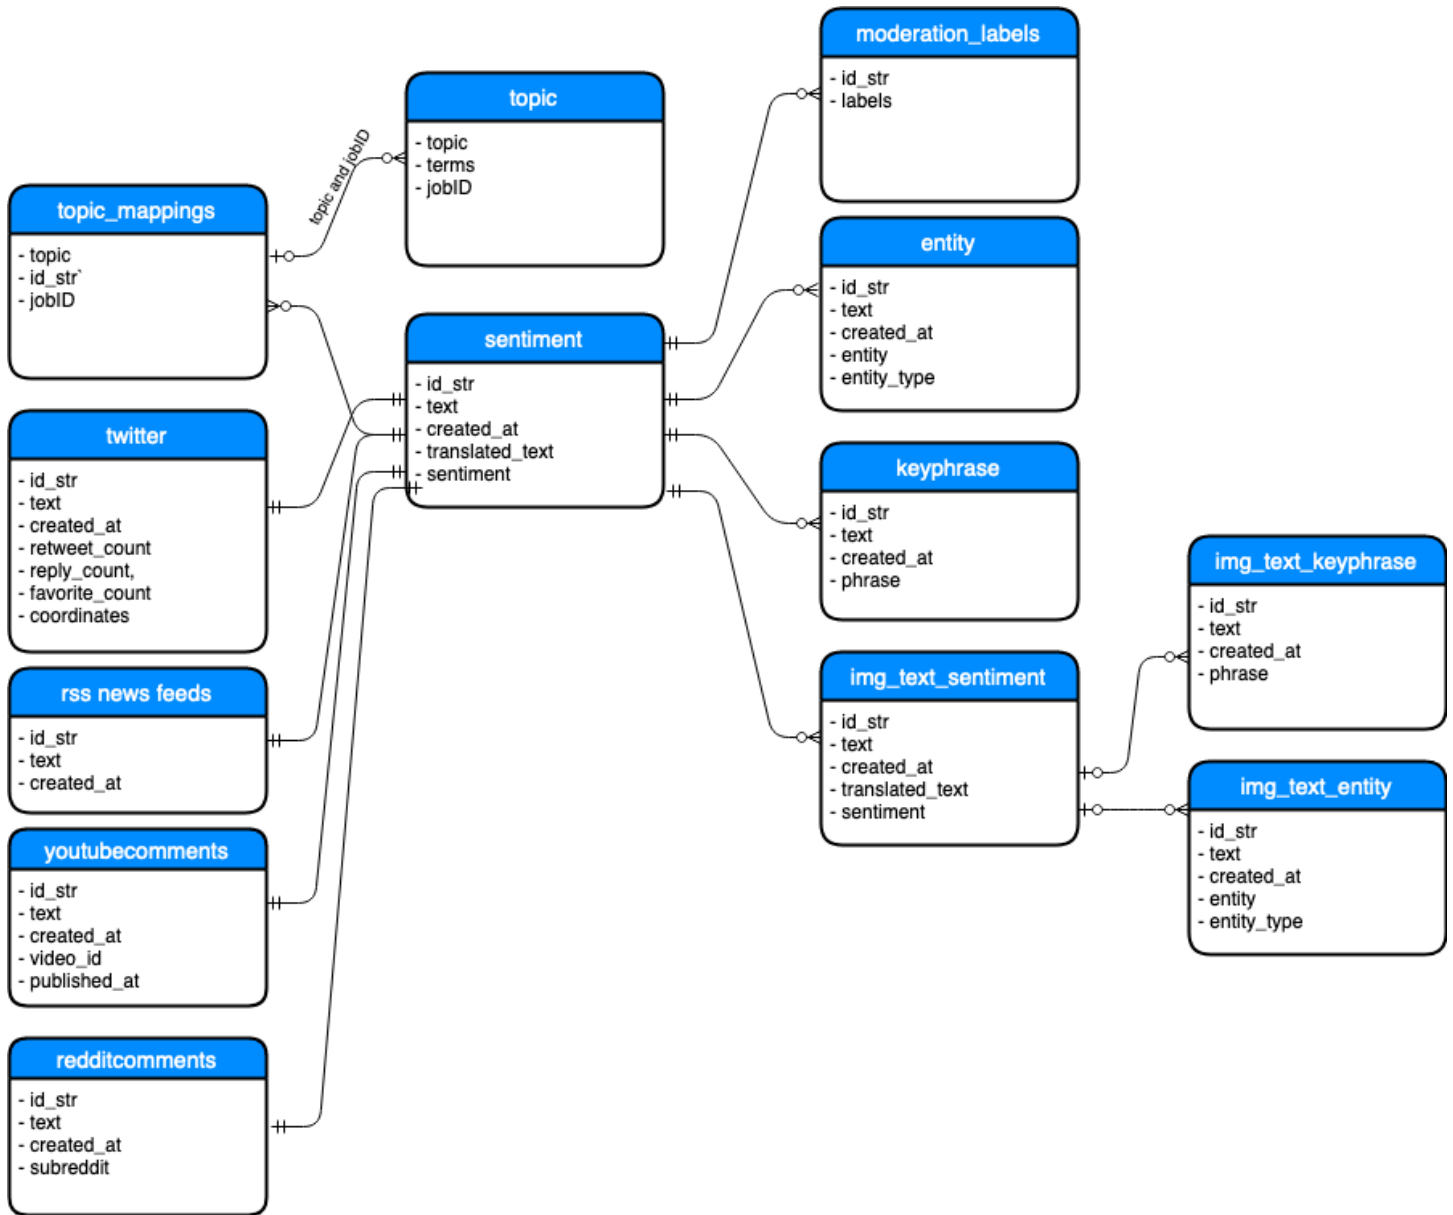 moderation_labels
- id_str
- labels
topic
- topic
- terms
- jobID
topic and jobID
topic_mappings
- topic
- id_str`
- jobID
entity
- id_str
- text
- created_at
- entity
- entity_type
sentiment
- id_str
- text
- created_at
- translated_text
- sentiment
twitter
- id_str
- text
- created_at
- retweet_count
- reply_count,
- favorite_count
- coordinates
keyphrase
- id_str
- text
- created_at
- phrase
img_text_keyphrase
- id_str
- text
- created_at
- phrase
rss news feeds
- id_str
- text
- created_at
img_text_sentiment
- id_str
- text
- created_at
- translated_text
- sentiment
img_text_entity
- id_str
- text
- created_at
- entity
- entity_type
youtubecomments
- id_str
- text
- created_at
- video_id
- published_at
redditcomments
- id_str
- text
- created_at
- subreddit